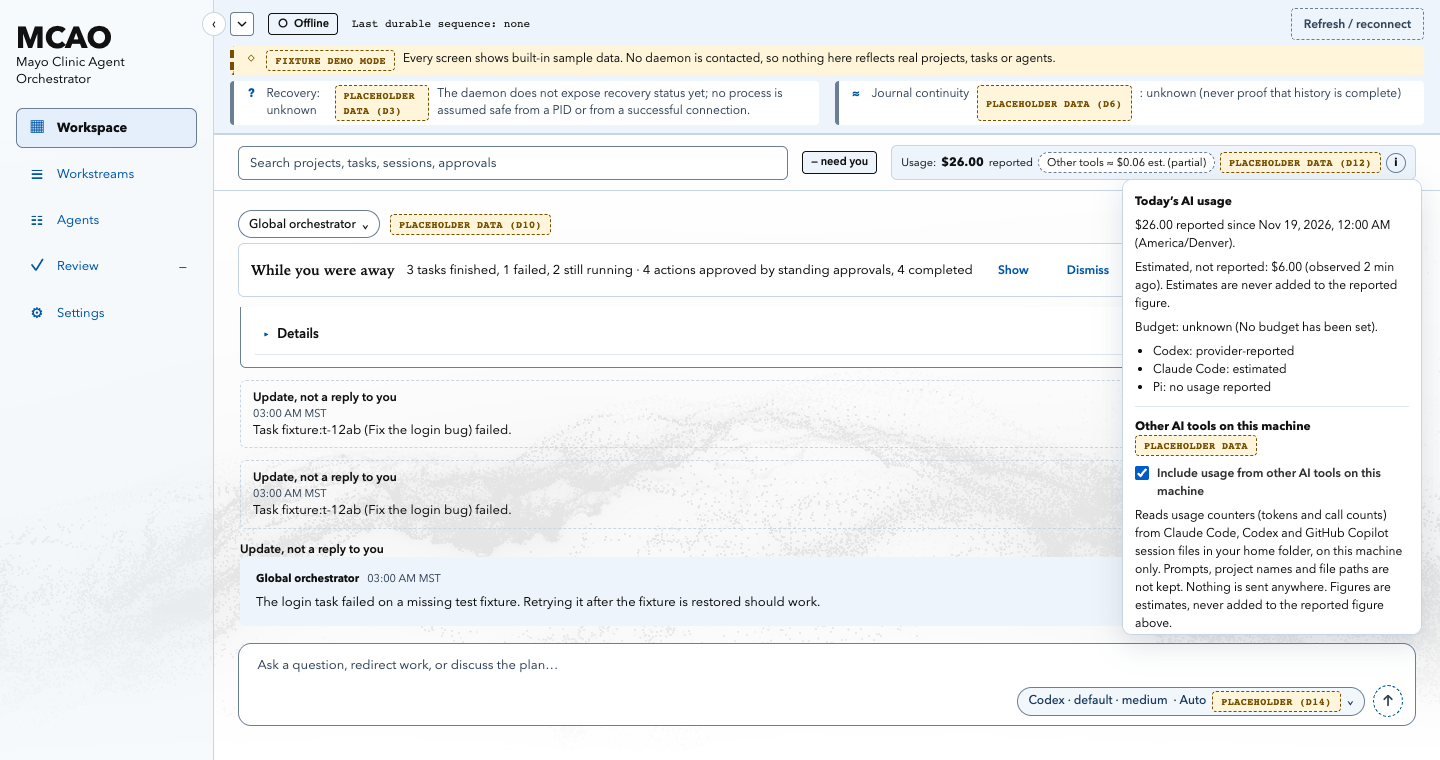 MCAO
Mayo Clinic Agent
Orchestrator
Workspace
Workstreams
Agents
Review –
Settings
Offline
Last durable sequence: none
Refresh / reconnect
FIXTURE DEMO MODE Every screen shows built-in sample data. No daemon is contacted, so nothing here reflects real projects, tasks or agents.
? Recovery:
unknown
PLACEHOLDER
DATA (D3)
The daemon does not expose recovery status yet; no process is
assumed safe from a PID or from a successful connection.
≈ Journal continuity PLACEHOLDER DATA (D6) : unknown (never proof that history is complete)
Search projects, tasks, sessions, approvals
– need you
Usage: $26.00 reported Other tools ≈ $0.06 est. (partial) PLACEHOLDER DATA (D12) i
Global orchestrator PLACEHOLDER DATA (D10)
While you were away 3 tasks finished, 1 failed, 2 still running · 4 actions approved by standing approvals, 4 completed Show Dismiss
Details
Update, not a reply to you
03:00 AM MST
Task fixture:t-12ab (Fix the login bug) failed.
Update, not a reply to you
03:00 AM MST
Task fixture:t-12ab (Fix the login bug) failed.
Update, not a reply to you
Global orchestrator 03:00 AM MST
The login task failed on a missing test fixture. Retrying it after the fixture is restored should work.
Today's AI usage
$26.00 reported since Nov 19, 2026, 12:00 AM
(America/Denver).
Estimated, not reported: $6.00 (observed 2 min
ago). Estimates are never added to the reported
figure.
Budget: unknown (No budget has been set).
• Codex: provider-reported
• Claude Code: estimated
• Pi: no usage reported
Other AI tools on this machine
PLACEHOLDER DATA
Include usage from other AI tools on this
machine
Reads usage counters (tokens and call counts)
from Claude Code, Codex and GitHub Copilot
session files in your home folder, on this machine
only. Prompts, project names and file paths are
not kept. Nothing is sent anywhere. Figures are
estimates, never added to the reported figure
above.
Ask a question, redirect work, or discuss the plan…
Codex · default · medium · Auto PLACEHOLDER (D14)